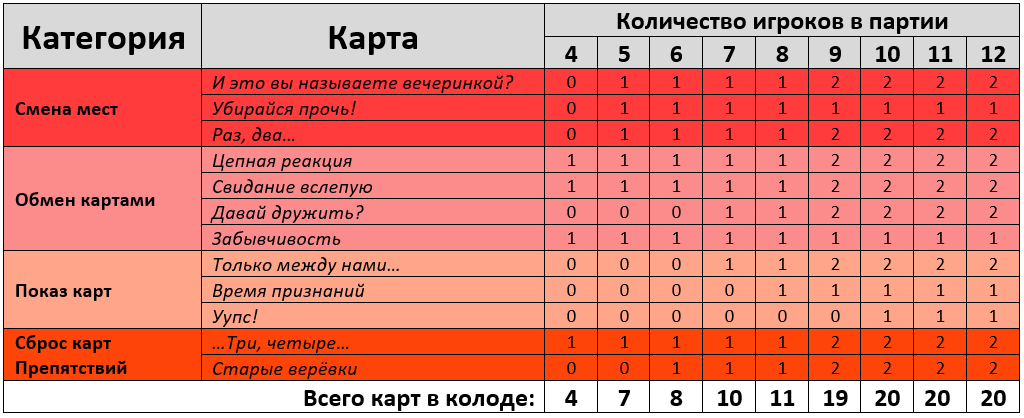 Категория Карта Количество игроков в партии
4 5 6 7 8 9 10 11 12
Смена мест И это вы называете вечеринкой? 0 1 1 1 1 2 2 2 2
Убирайся прочь! 0 1 1 1 1 1 1 1 1
Раз, два... 0 1 1 1 1 2 2 2 2
Обмен картами Цепная реакция 1 1 1 1 1 2 2 2 2
Свидание вслепую 1 1 1 1 1 2 2 2 2
Давай дружить? 0 0 0 1 1 2 2 2 2
Забывчивость 1 1 1 1 1 1 1 1 1
Показ карт Только между нами... 0 0 0 1 1 2 2 2 2
Время признаний 0 0 0 0 1 1 1 1 1
Уупс! 0 0 0 0 0 0 1 1 1
Сброс карт ...Три, четыре... 1 1 1 1 1 2 2 2 2
Препятствий Старые верёвки 0 0 1 1 1 2 2 2 2
Всего карт в колоде: 4 7 8 10 11 19 20 20 20